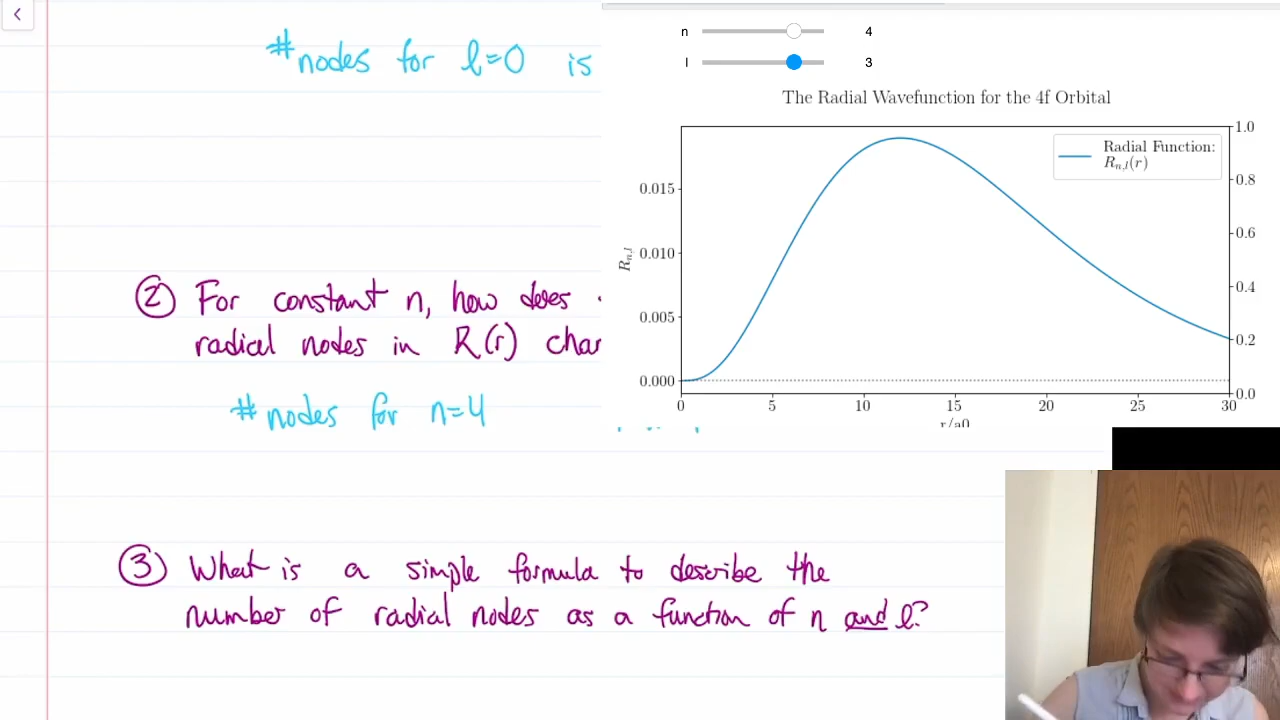 # nodes for l=0 is
② For constant n, how does
radial nodes in R(r)
# nodes for n=4
③ What is a simple formula to describe the
number of radial nodes as a function of n and l?
n 4
l 3
The Radial Wavefunction for the 4f Orbital
Radial Function:
R_{n,l}(r)
R_{n,l}
0.015
0.010
0.005
0.000
1.0
0.8
0.6
0.4
0.2
0.0
0 5 10 15 20 25 30
r/a0